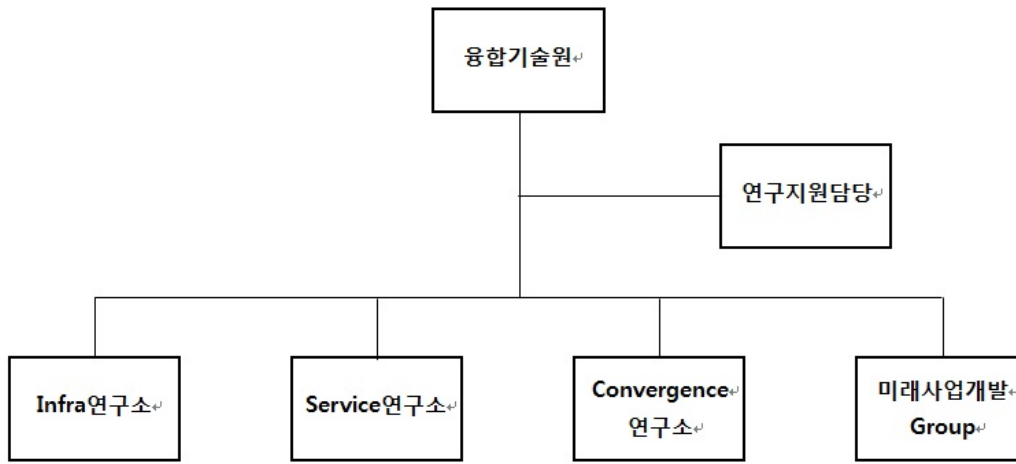 융합기술원
연구지원담당
Infra연구소
Service연구소
Convergence
연구소
미래사업개발
Group